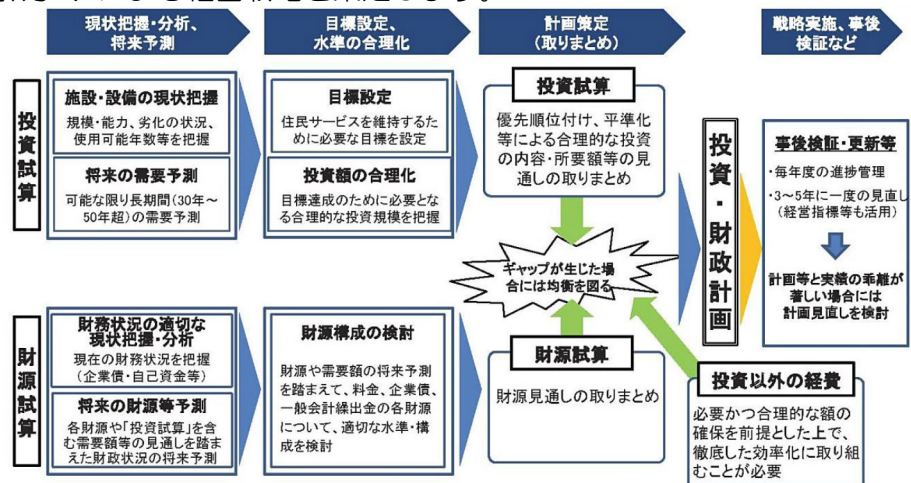 現状把握・分析、
将来予測
目標設定、
水準の合理化
計画策定
(取りまとめ)
戦略実施、事後
検証など
投資試算
施設・設備の現状把握
規模・能力、劣化の状況、
使用可能年数等を把握
将来の需要予測
可能な限り長期間(30年~
50年超)の需要予測
目標設定
住民サービスを維持するた
めに必要な目標を設定
投資額の合理化
目標達成のために必要とな
る合理的な投資規模を把握
投資試算
優先順位付け、平準化
等による合理的な投資
の内容・所要額等の見
通しの取りまとめ
ギャップが生じた場
合には均衡を図る
投資・財政計画
事後検証・更新等
・毎年度の進捗管理
・3~5年に一度の見直し
(経営指標等も活用)
計画等と実績の乖離が
著しい場合には
計画見直しを検討
財源試算
財務状況の適切な
現状把握・分析
現在の財務状況を把握
(企業債・自己資金等)
将来の財源等予測
各財源や「投資試算」を含
む需要額等の見通しを踏ま
えた財政状況の将来予測
財源構成の検討
財源や需要額の将来予測
を踏まえて、料金、企業債、
一般会計繰出金の各財源
について、適切な水準・構
成を検討
財源試算
財源見通しの取りまとめ
投資以外の経費
必要かつ合理的な額の
確保を前提とした上で、
徹底した効率化に取り組
むことが必要